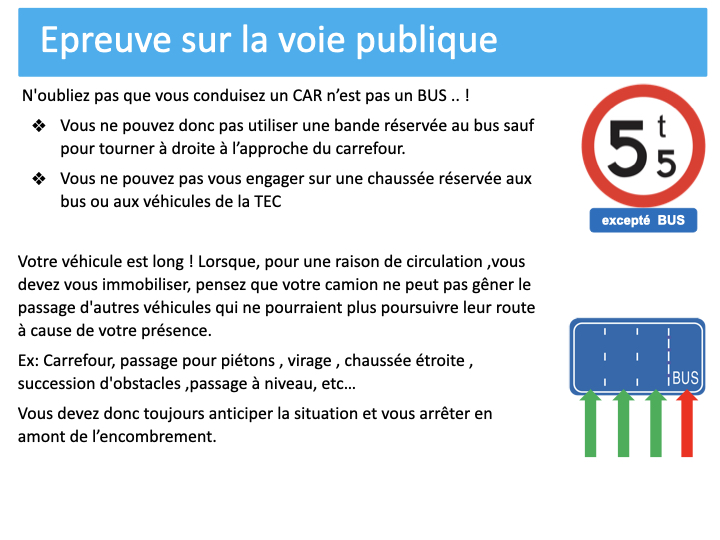 Epreuve sur la voie publique
N'oubliez pas que vous conduisez un CAR n’est pas un BUS .. !
❖ Vous ne pouvez donc pas utiliser une bande réservée au bus sauf
pour tourner à droite à l’approche du carrefour.
❖ Vous ne pouvez pas vous engager sur une chaussée réservée aux
bus ou aux véhicules de la TEC
5 t 5
excepté BUS
Votre véhicule est long ! Lorsque, pour une raison de circulation ,vous
devez vous immobiliser, pensez que votre camion ne peut pas gêner le
passage d'autres véhicules qui ne pourraient plus poursuivre leur route
à cause de votre présence.
Ex: Carrefour, passage pour piétons , virage , chaussée étroite ,
succession d'obstacles ,passage à niveau, etc…
Vous devez donc toujours anticiper la situation et vous arrêter en
amont de l’encombrement.
BUS